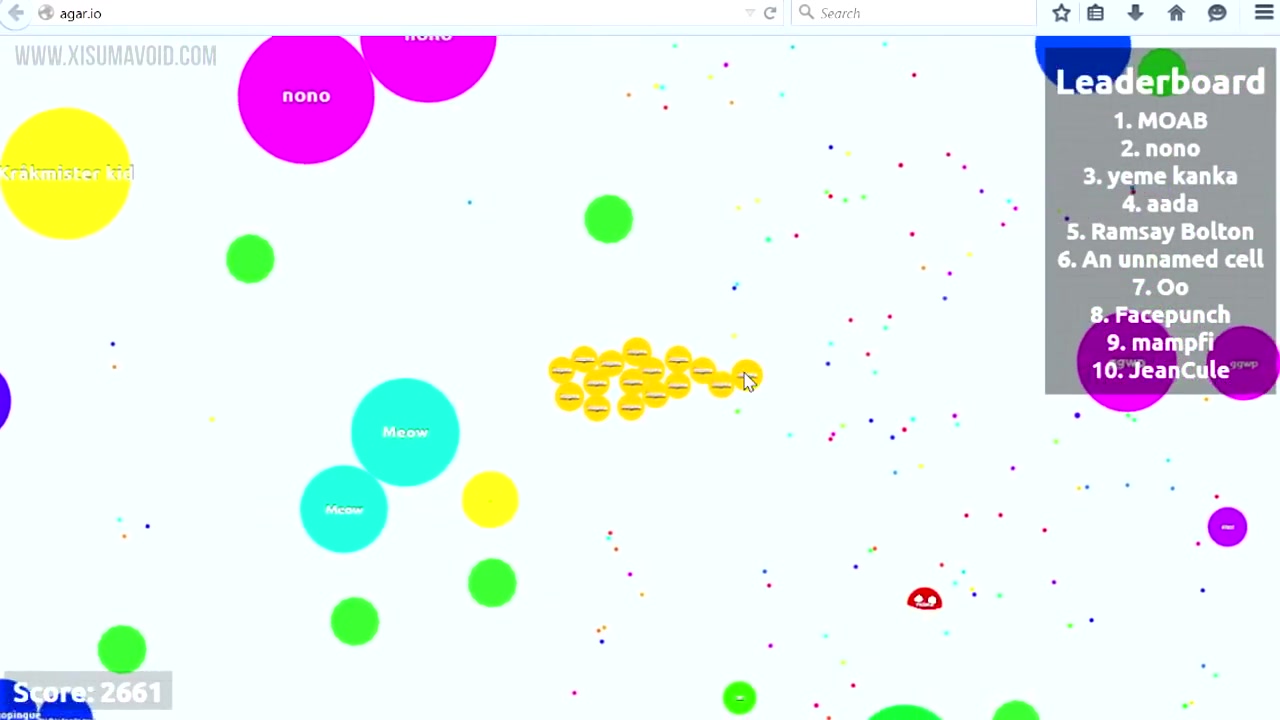 agar.io
Search
WWW.XISUMAVOID.COM
nono
nono
Kråkmister kid
Leaderboard
1. MOAB
2. nono
3. yeme kanka
4. aada
5. Ramsay Bolton
6. An unnamed cell
7. Oo
8. Facepunch
9. mampfi
10. JeanCule
ggwp
ggwp
Meow
Meow
Score: 2661